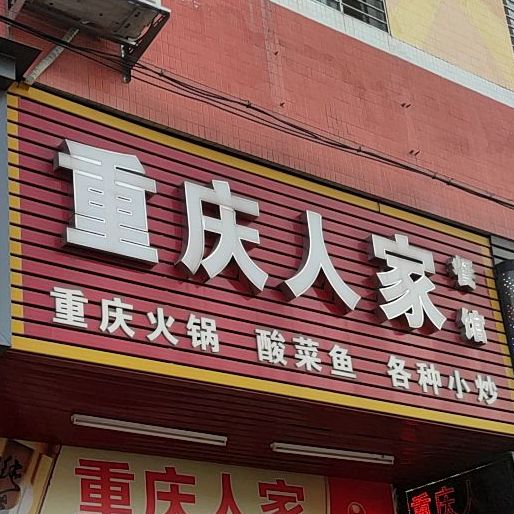 重庆人家餐馆
重庆火锅 酸菜鱼 各种小炒
重庆人家
重庆